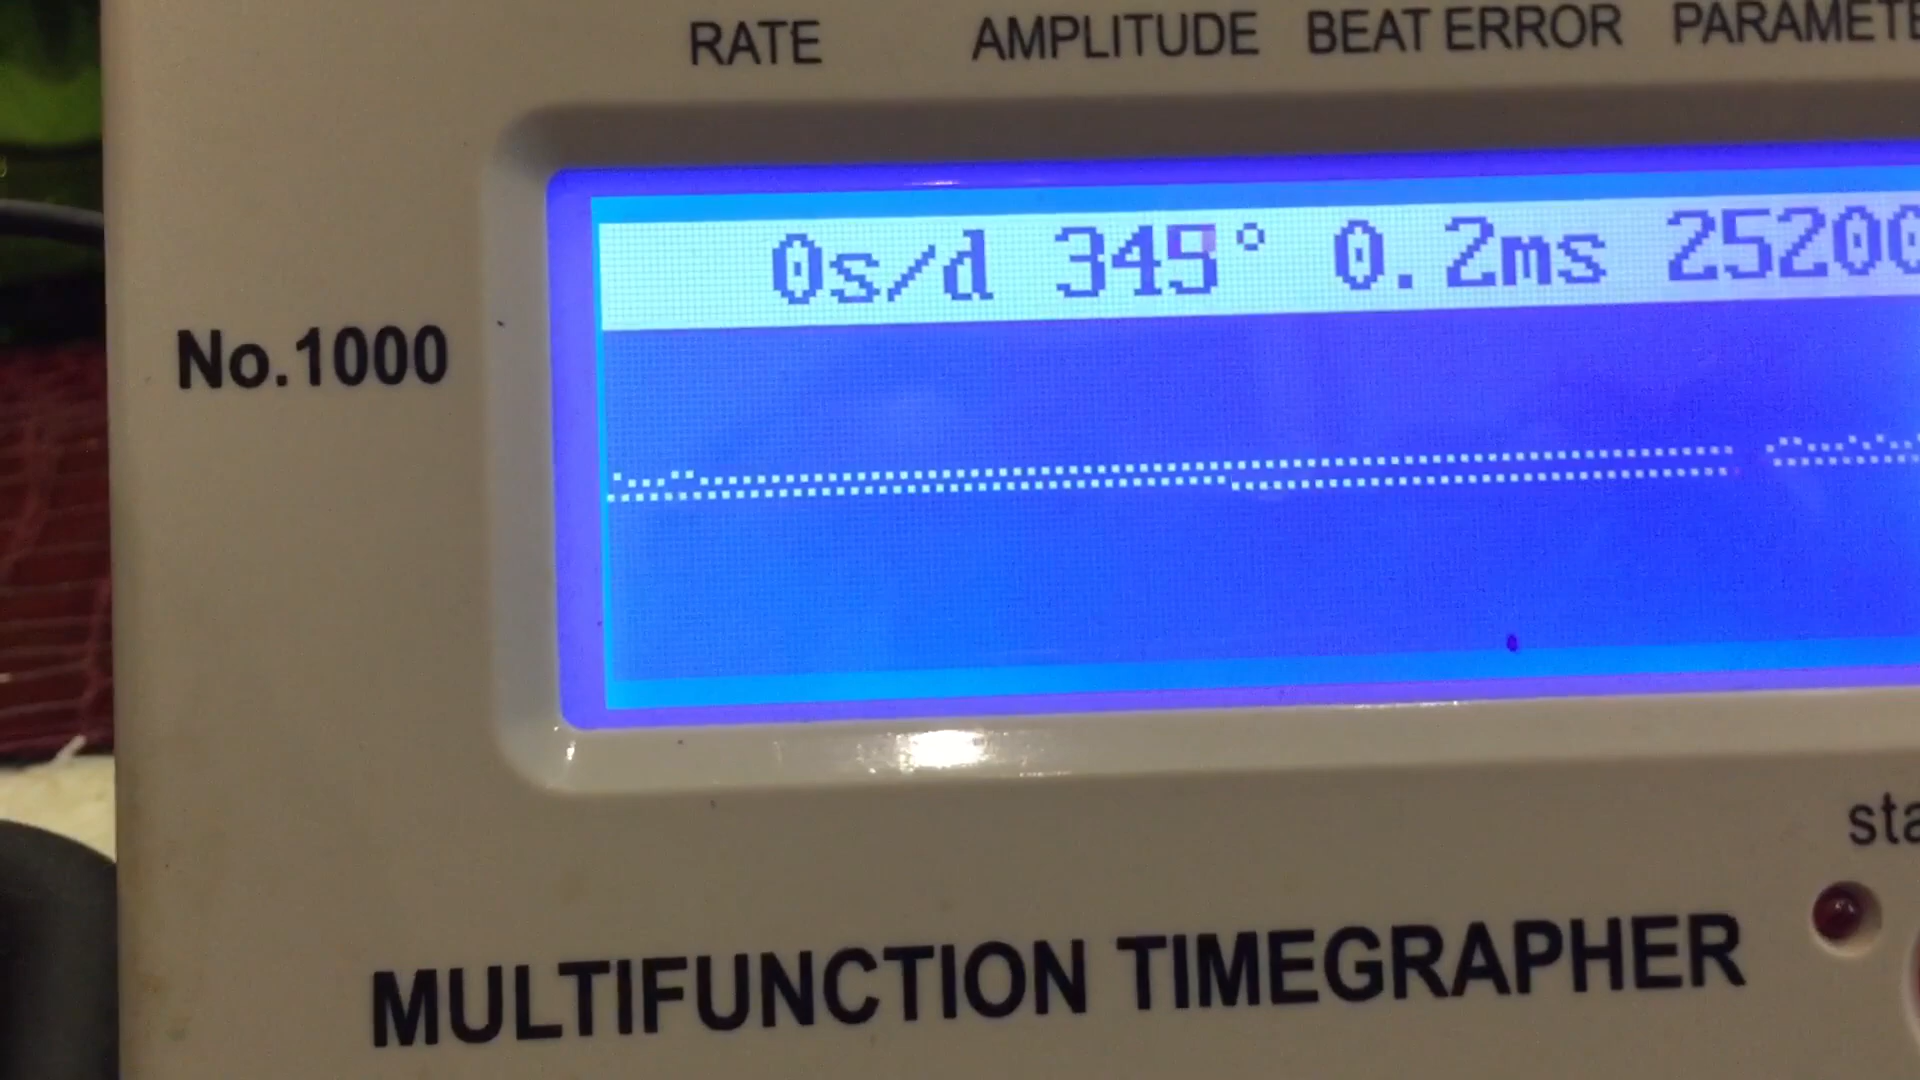 RATE AMPLITUDE BEAT ERROR PARAMETE
0s/d 345° 0.2ms 25200
No.1000
sta
MULTIFUNCTION TIMEGRAPHER